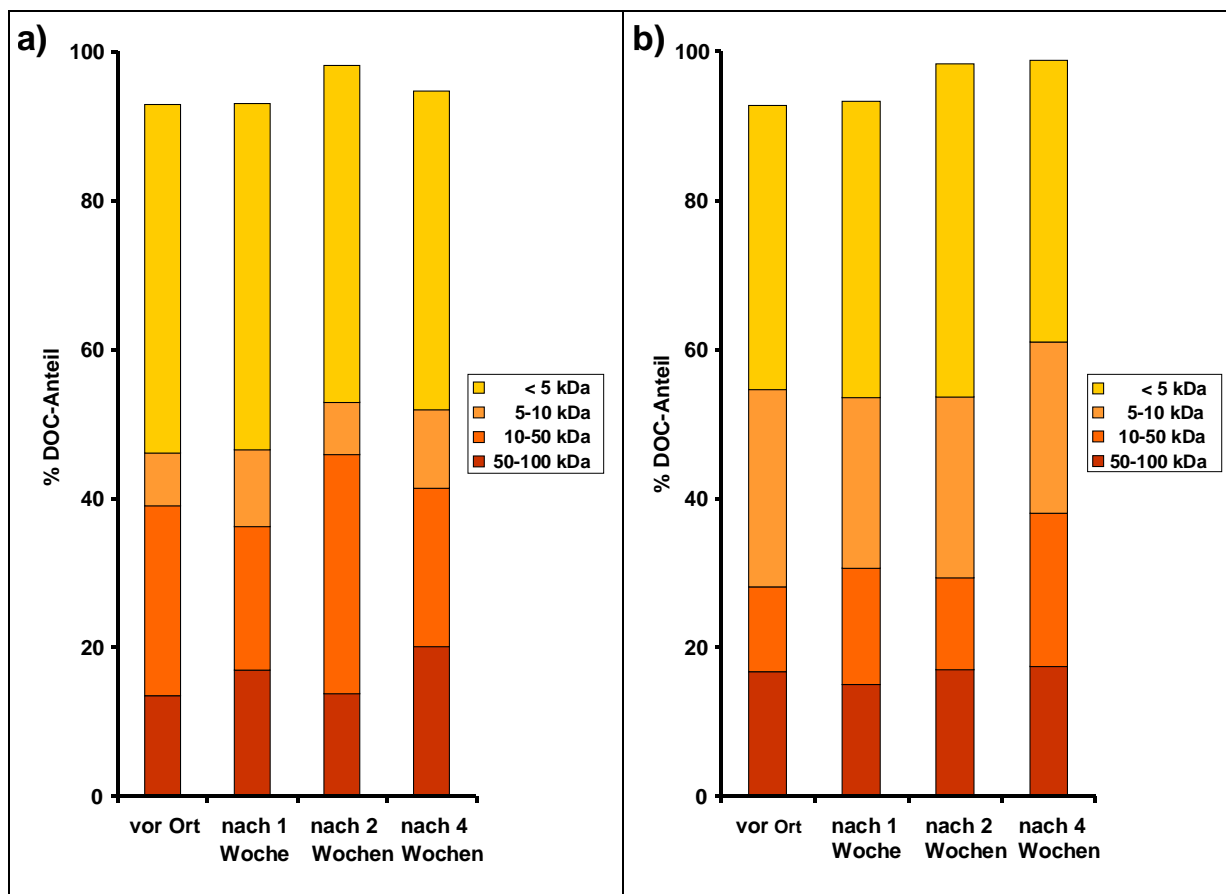 a)
% DOC-Anteil
100
80
60
40
20
0
vor Ort
nach 1
Woche
nach 2
Wochen
nach 4
Wochen
< 5 kDa
5-10 kDa
10-50 kDa
50-100 kDa
b)
% DOC-Anteil
100
80
60
40
20
0
vor Ort
nach 1
Woche
nach 2
Wochen
nach 4
Wochen
< 5 kDa
5-10 kDa
10-50 kDa
50-100 kDa